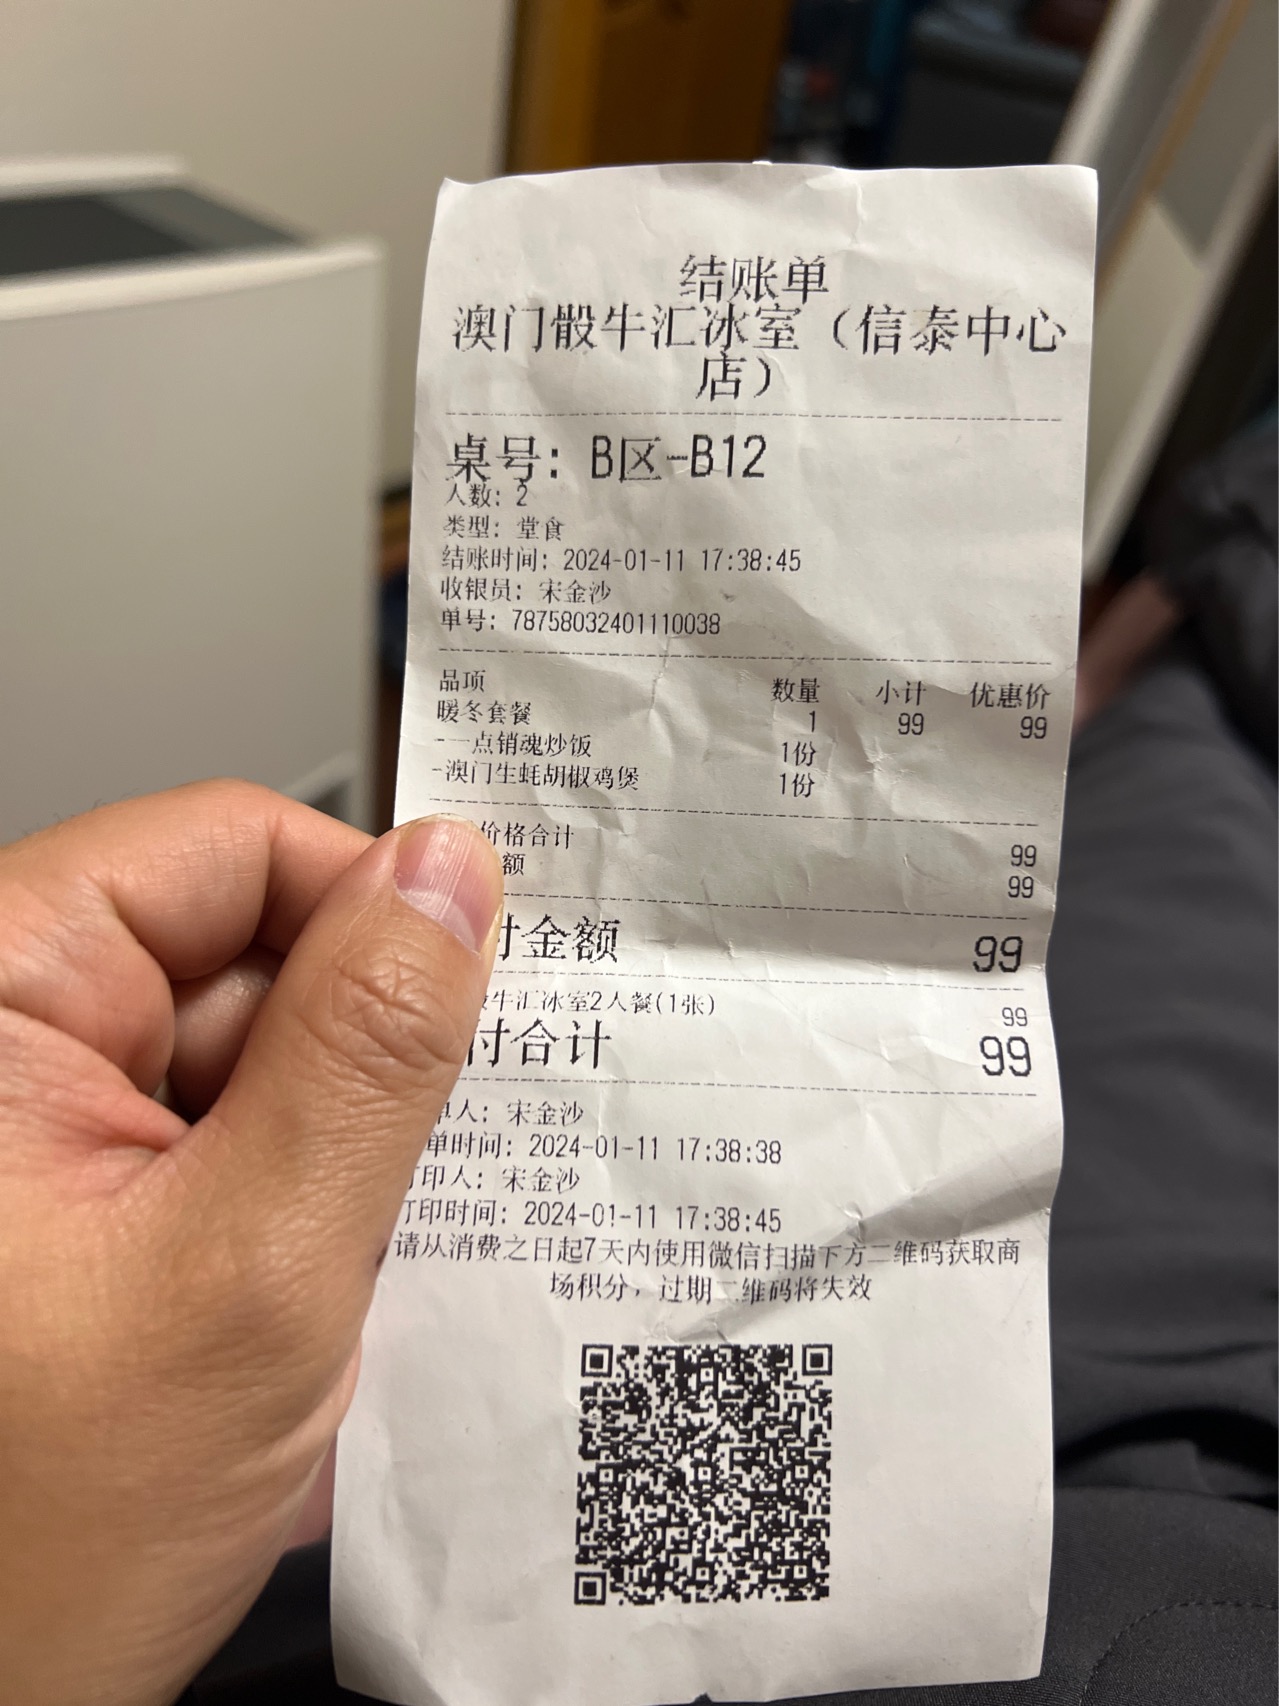 结账单
澳门骰牛汇冰室（信泰中心
店）
桌号：B区-B12
人数：2
类型：堂食
结账时间：2024-01-11 17:38:45
收银员：宋金沙
单号：78758032401110038
品项 数量 小计 优惠价
暖冬套餐 1 99 99
-一点销魂炒饭 1份
-澳门生蚝胡椒鸡煲 1份
价格合计 99
额 99
付金额 99
牛汇冰室2人餐(1张) 99
付合计 99
单人：宋金沙
单时间：2024-01-11 17:38:38
印人：宋金沙
打印时间：2024-01-11 17:38:45
请从消费之日起7天内使用微信扫描下方二维码获取商
场积分，过期二维码将失效